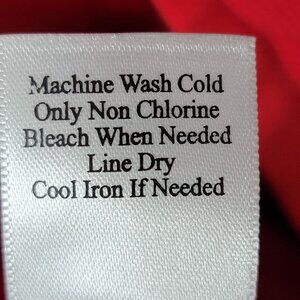 Machine Wash Cold
Only Non Chlorine
Bleach When Needed
Line Dry
Cool Iron If Needed